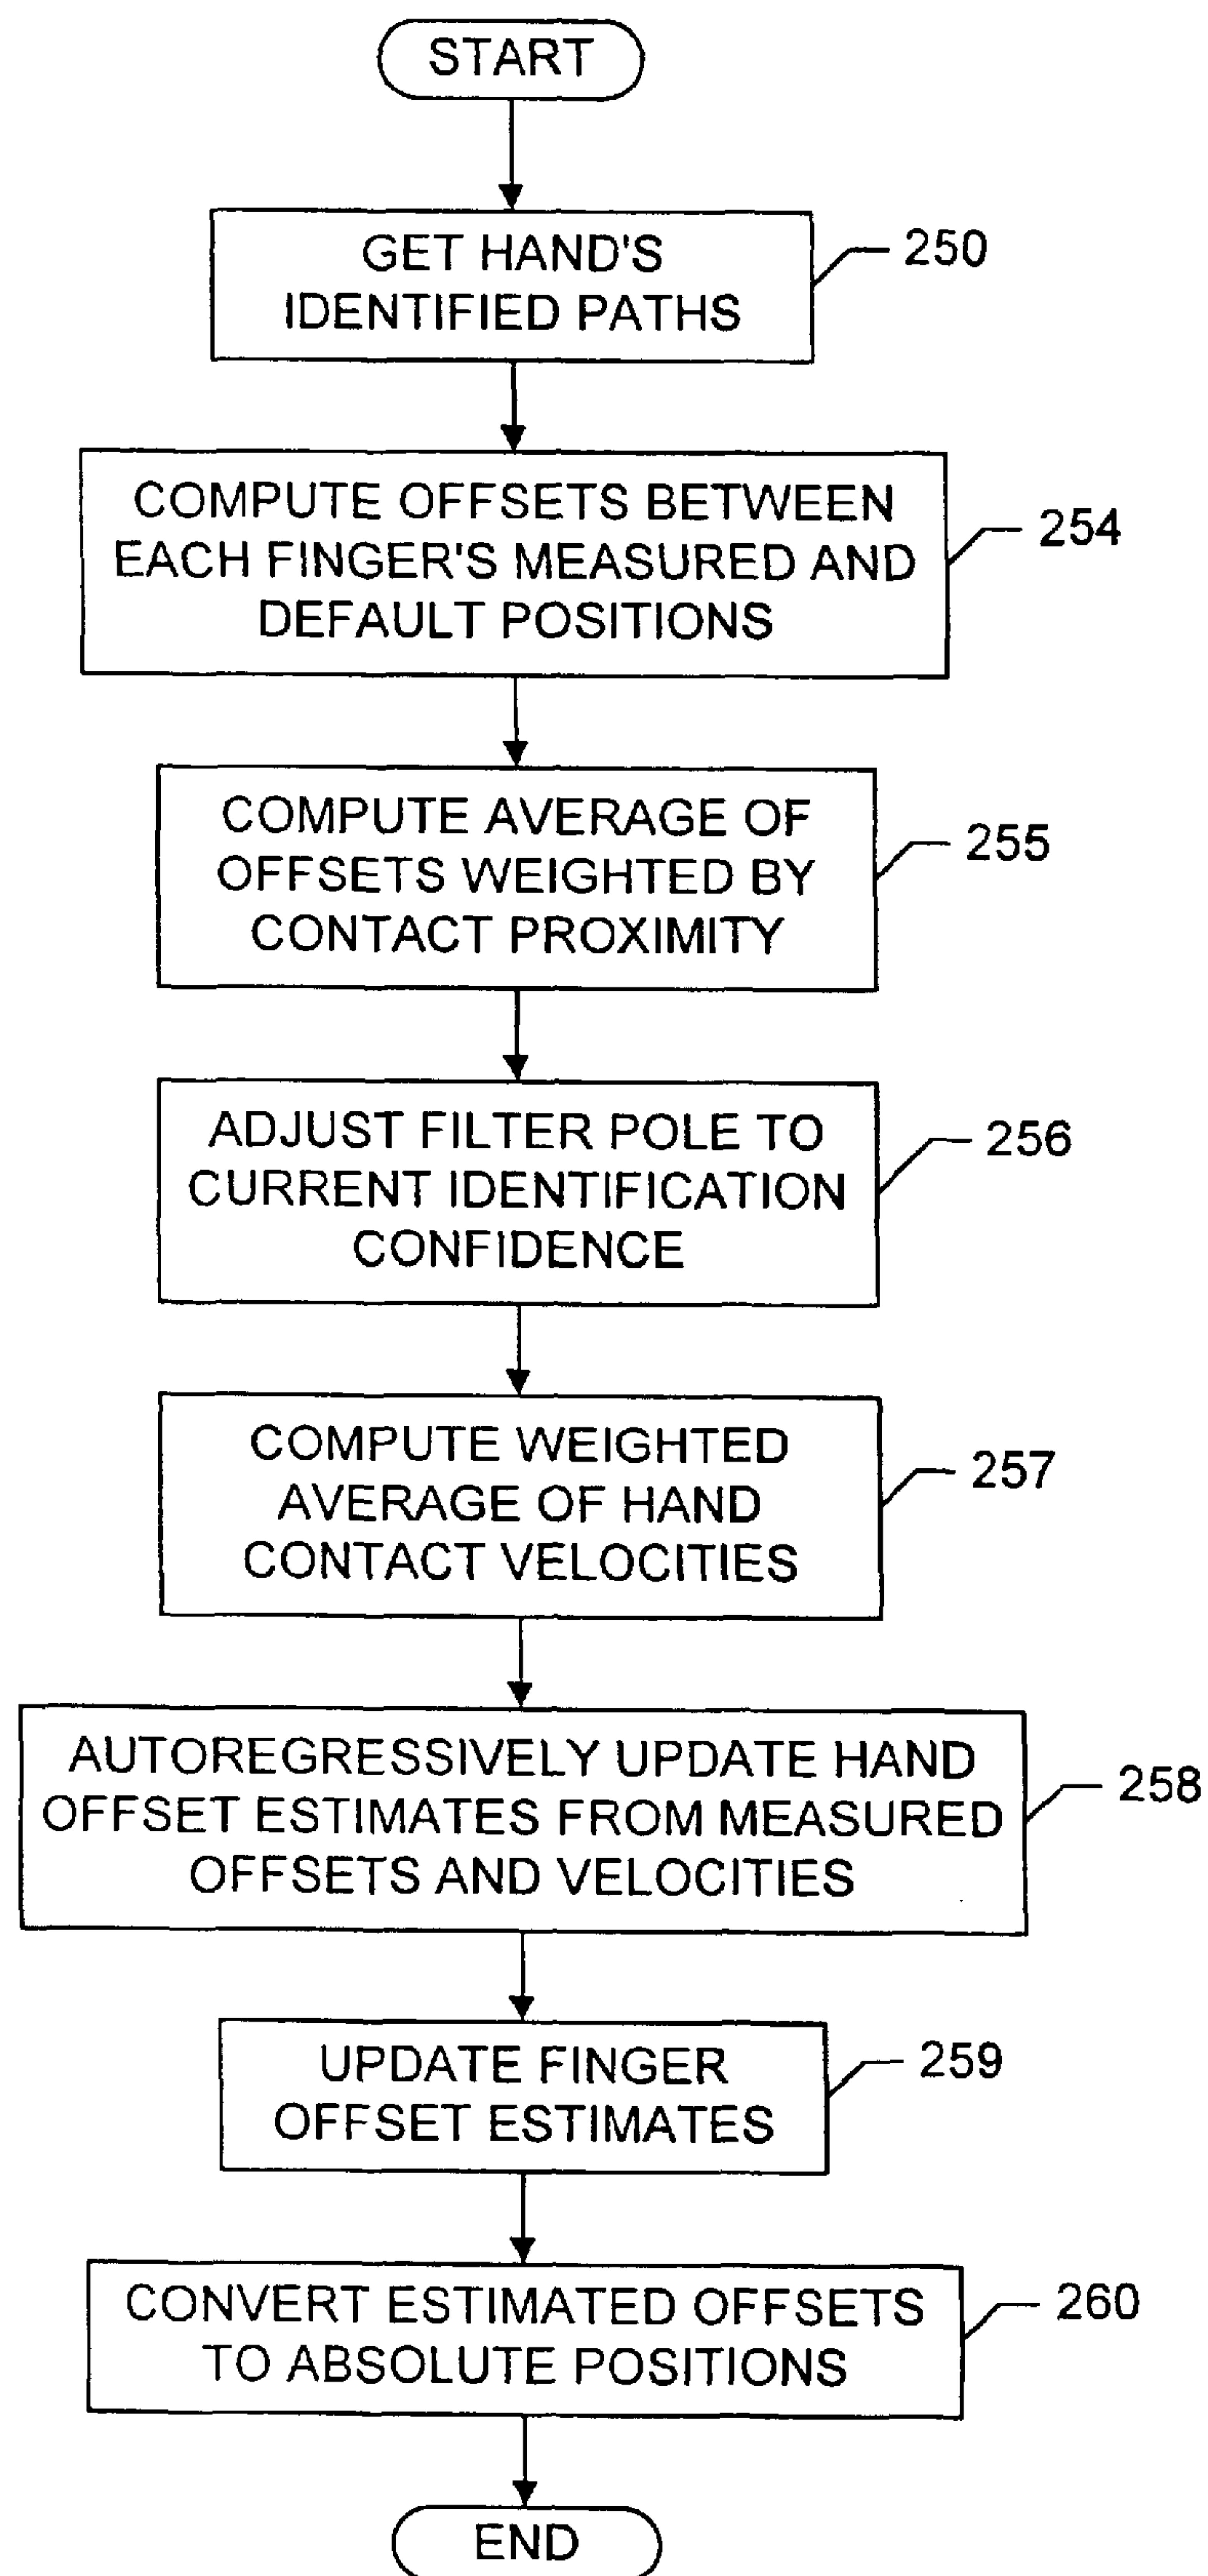 START
GET HAND'S
IDENTIFIED PATHS
250
COMPUTE OFFSETS BETWEEN
EACH FINGER'S MEASURED AND
DEFAULT POSITIONS
254
COMPUTE AVERAGE OF
OFFSETS WEIGHTED BY
CONTACT PROXIMITY
255
ADJUST FILTER POLE TO
CURRENT IDENTIFICATION
CONFIDENCE
256
COMPUTE WEIGHTED
AVERAGE OF HAND
CONTACT VELOCITIES
257
AUTOREGRESSIVELY UPDATE HAND
OFFSET ESTIMATES FROM MEASURED
OFFSETS AND VELOCITIES
258
UPDATE FINGER
OFFSET ESTIMATES
259
CONVERT ESTIMATED OFFSETS
TO ABSOLUTE POSITIONS
260
END